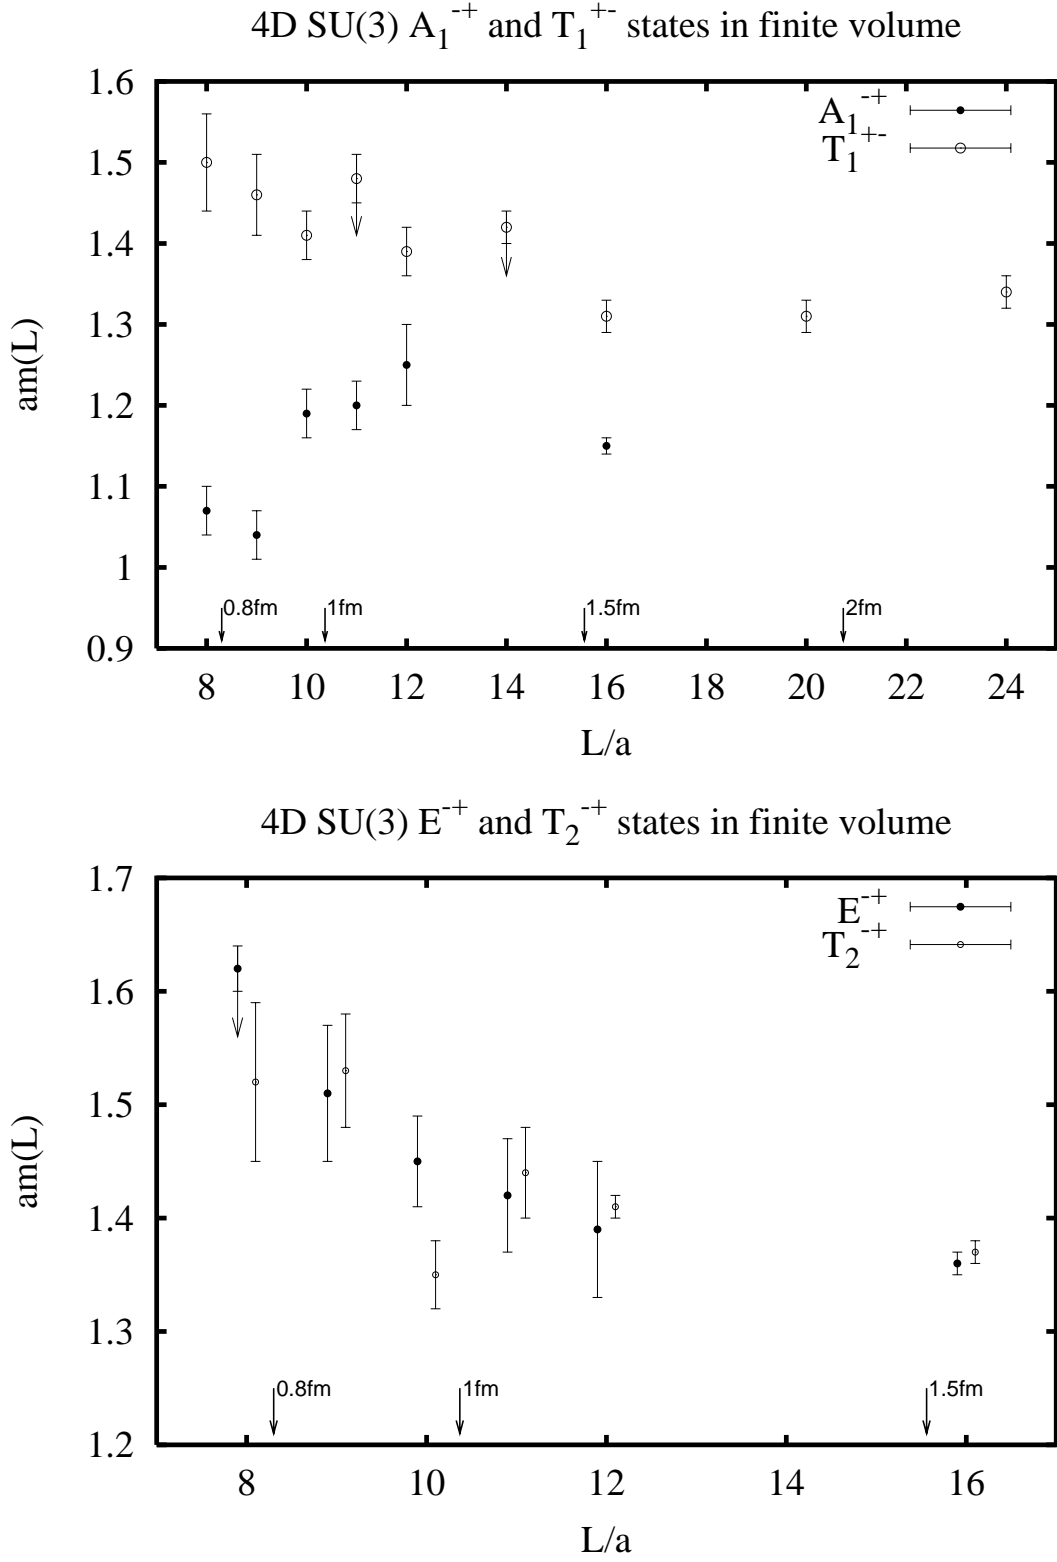 4D SU(3) A₁⁻⁺ and T₁⁺⁻ states in finite volume
1.6
A₁⁻⁺
T₁⁺⁻
1.5
1.4
1.3
1.2
1.1
1
0.9
am(L)
0.8fm 1fm 1.5fm 2fm
8 10 12 14 16 18 20 22 24
L/a
4D SU(3) E⁻⁺ and T₂⁻⁺ states in finite volume
1.7
E⁻⁺
T₂⁻⁺
1.6
1.5
1.4
1.3
1.2
am(L)
0.8fm 1fm 1.5fm
8 10 12 14 16
L/a